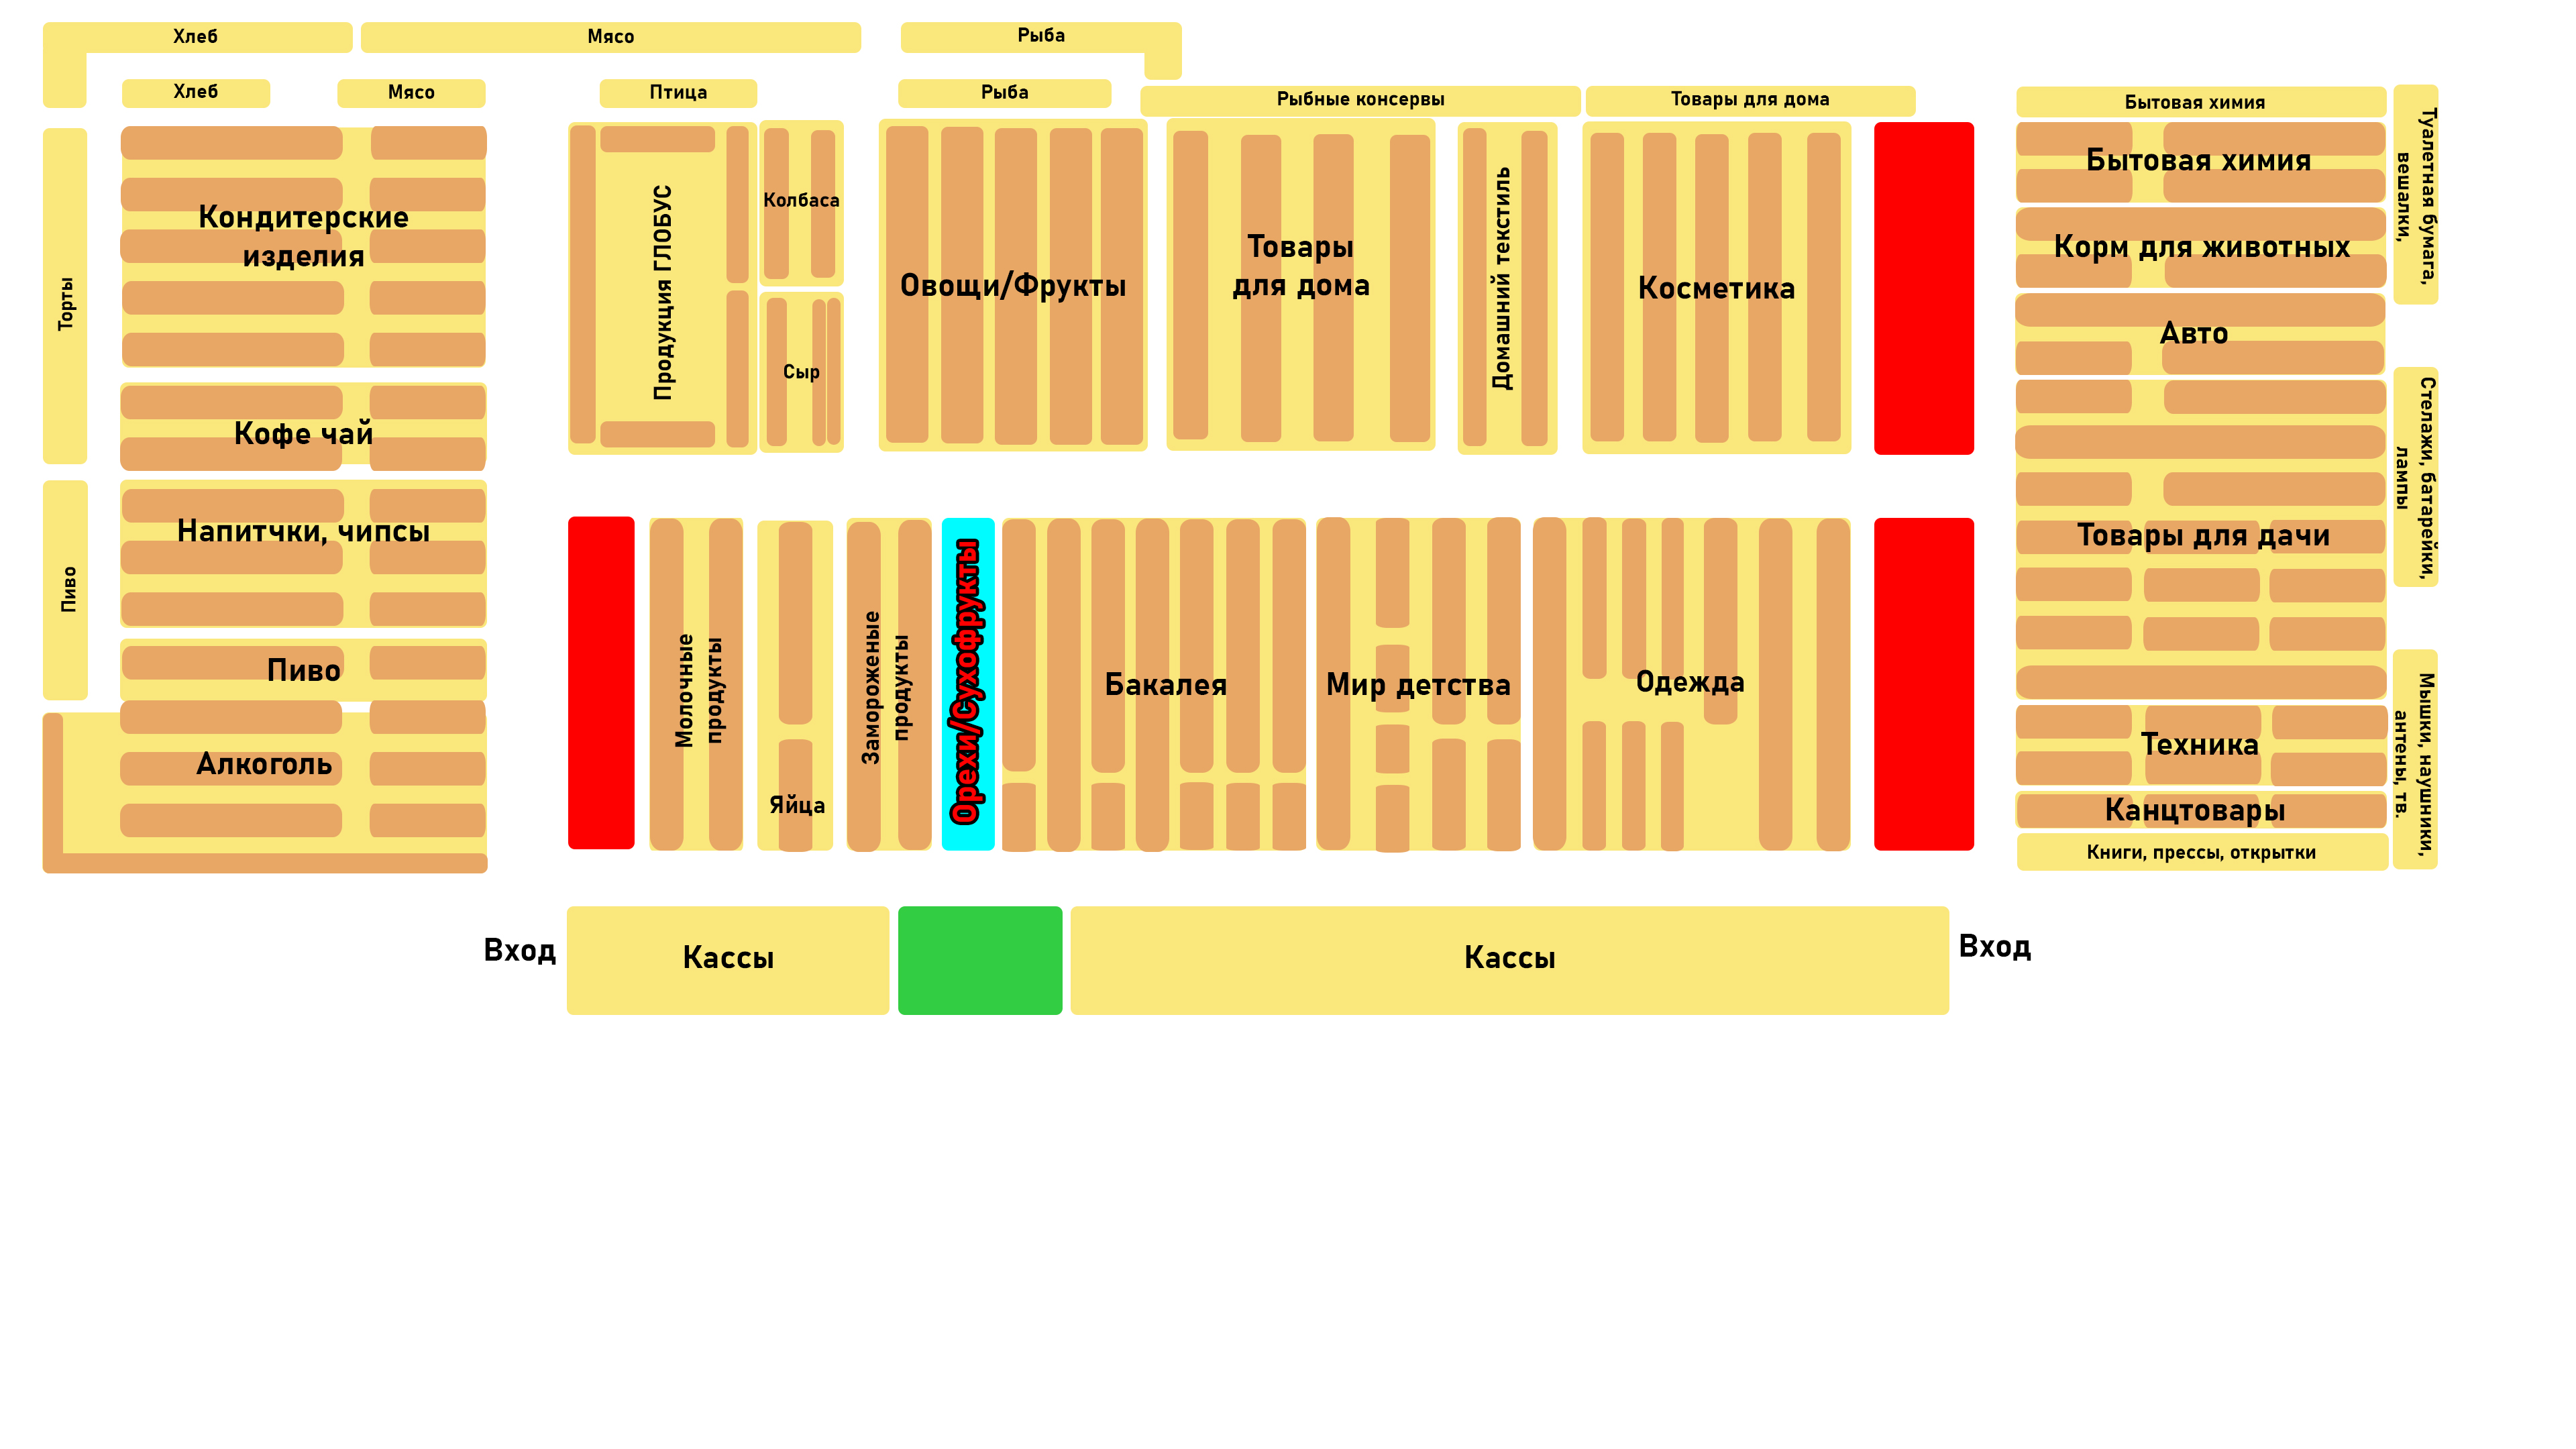 Хлеб
Мясо
Рыба
Хлеб
Мясо
Птица
Рыба
Рыбные консервы
Товары для дома
Бытовая химия
Туалетная бумага,
вешалки,
Торты
Кондитерские
изделия
Продукция ГЛОБУС
Колбаса
Сыр
Овощи/Фрукты
Товары
для дома
Домашний текстиль
Косметика
Бытовая химия
Корм для животных
Авто
Стелажи, батарейки,
лампы
Кофе чай
Напитчки, чипсы
Пиво
Пиво
Алкоголь
Молочные
продукты
Яйца
Замороженые
продукты
Орехи/Сухофрукты
Бакалея
Мир детства
Одежда
Товары для дачи
Техника
Мышки, наушники,
антены, тв.
Канцтовары
Книги, прессы, открытки
Вход
Кассы
Кассы
Вход